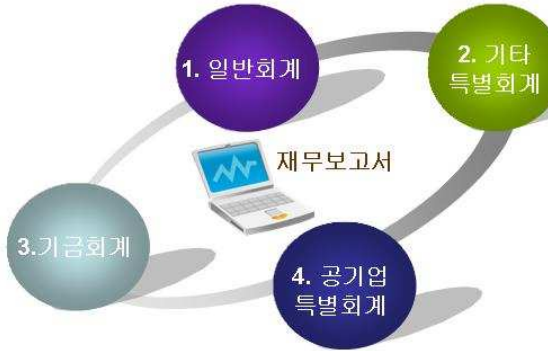 1. 일반회계
2. 기타
특별회계
재무보고서
3.기금회계
4. 공기업
특별회계